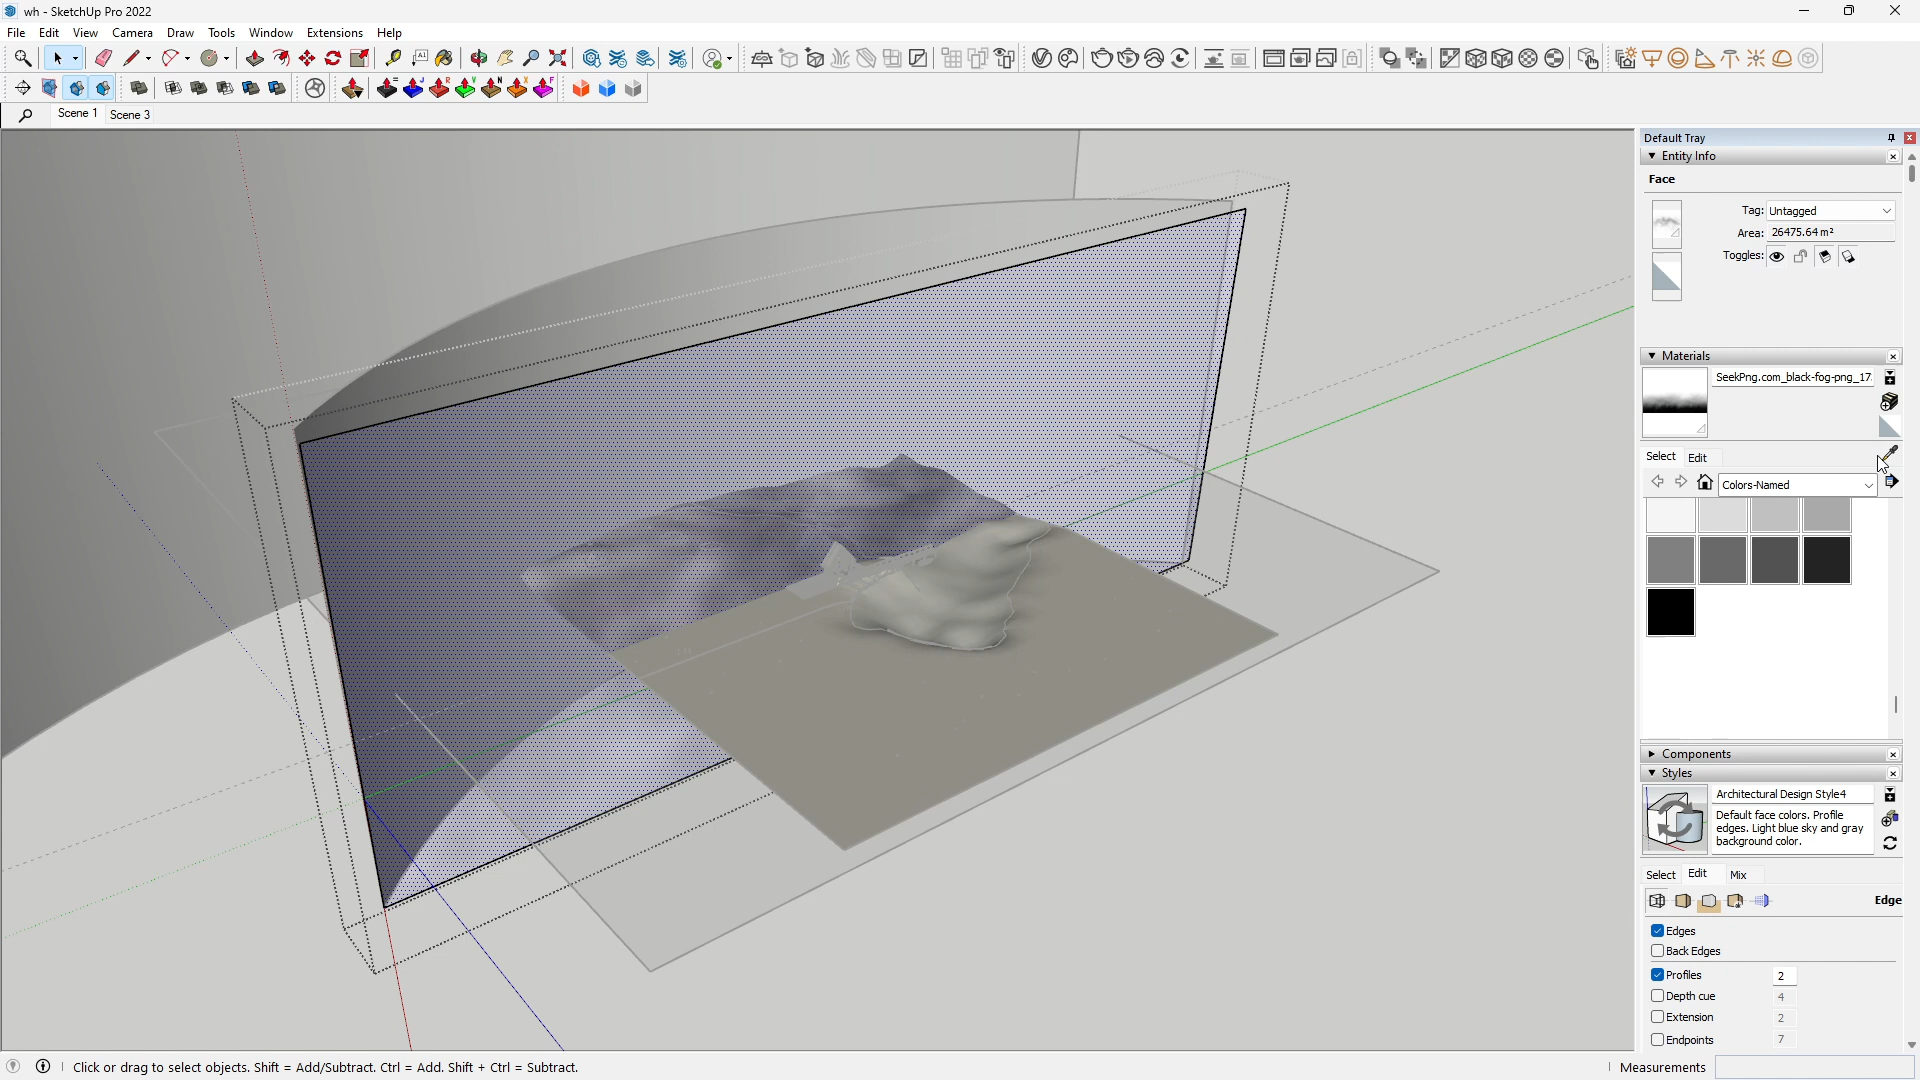 wh - SketchUp Pro 2022
File Edit View Camera Draw Tools Window Extensions Help
Scene 1 Scene 3
Default Tray
Entity Info
Face
Tag: Untagged
Area: 26475.64 m²
Toggles:
Materials
SeekPng.com_black-fog-png_17
Select Edit
Colors-Named
Components
Styles
Architectural Design Style4
Default face colors. Profile
edges. Light blue sky and gray
background color.
Select Edit Mix
Edge
Edges
Back Edges
Profiles 2
Depth cue 4
Extension 2
Endpoints 7
Click or drag to select objects. Shift = Add/Subtract. Ctrl = Add. Shift + Ctrl = Subtract.
Measurements